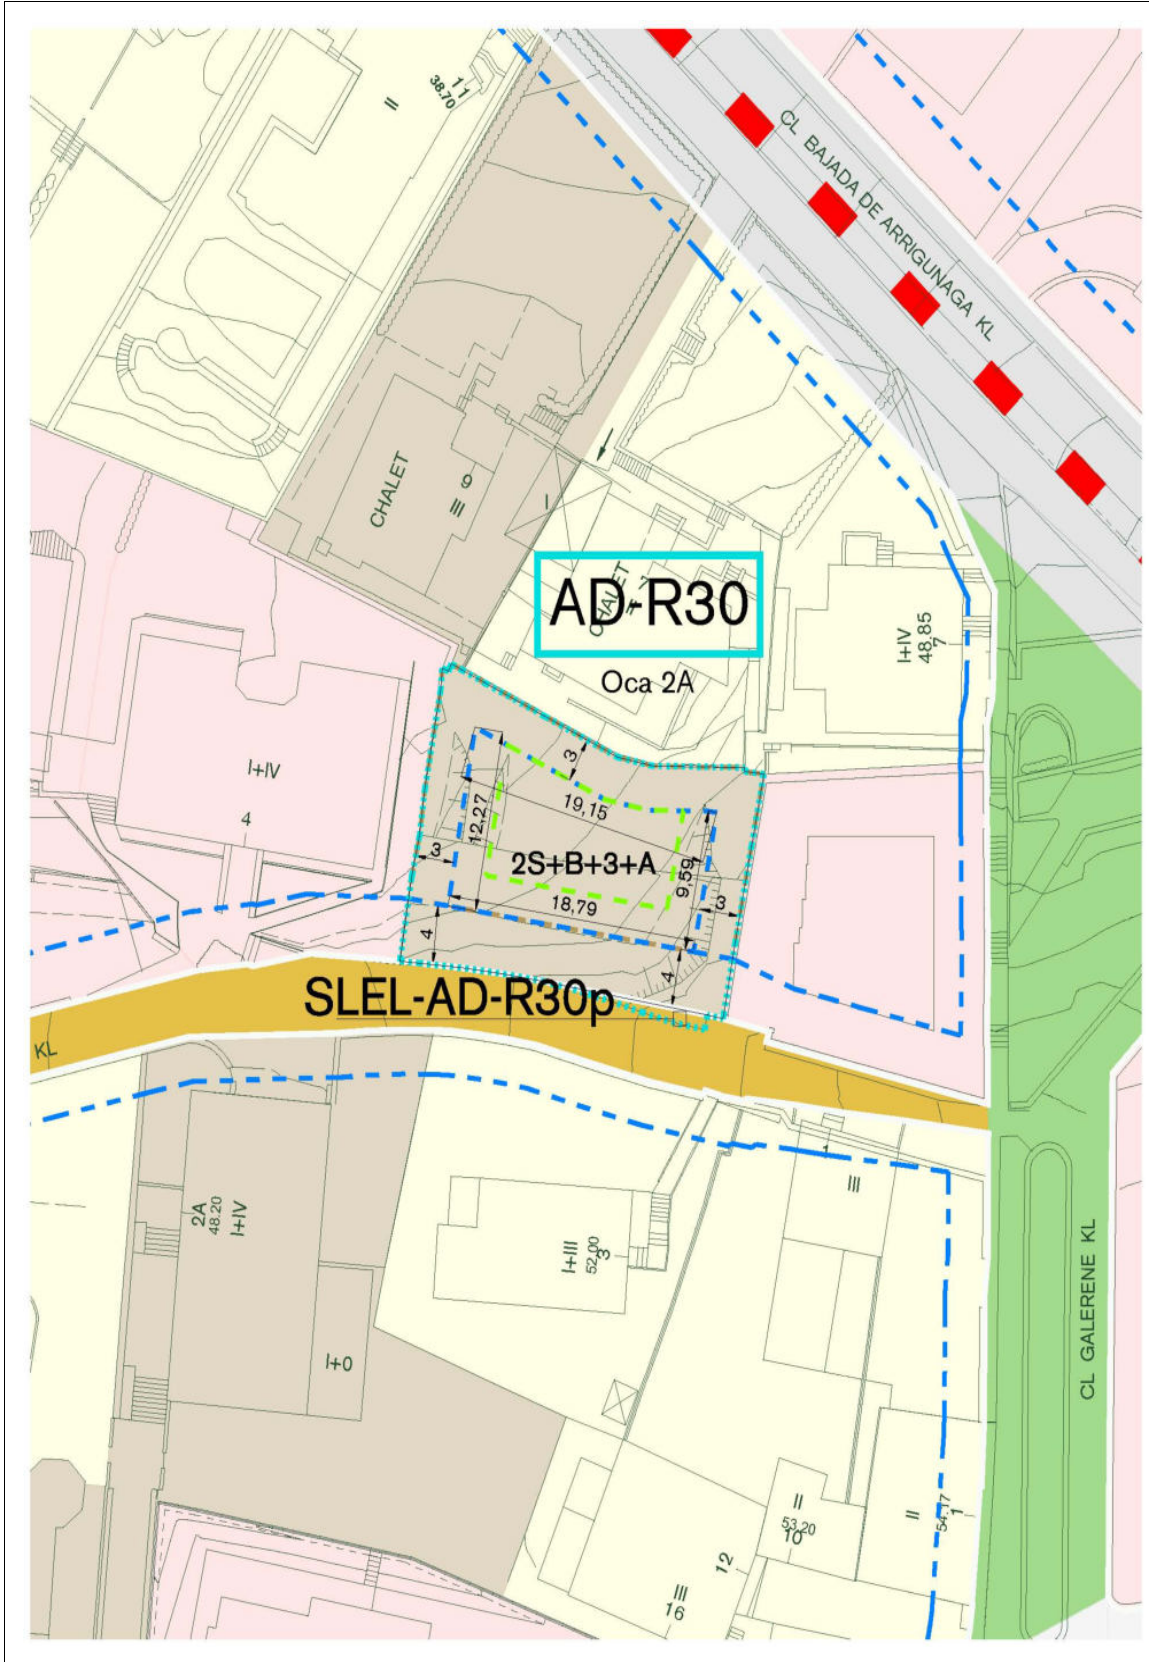 11
38.70
II
CL BAJADA DE ARRIGUNAGA KL
CHALET
III 9
I
CHALET
7
AD-R30
Oca 2A
I+IV
48,85
7
I+IV
4
3
19,15
12,27
3
2S+B+3+A
9,59
18,79
3
4
4
SLEL-AD-R30p
KL
2A
48.20
I+IV
I+III
52,00
3
1
III
I+0
CL GALERENE KL
II
53,20
10
II
54,17
1
12
III
16